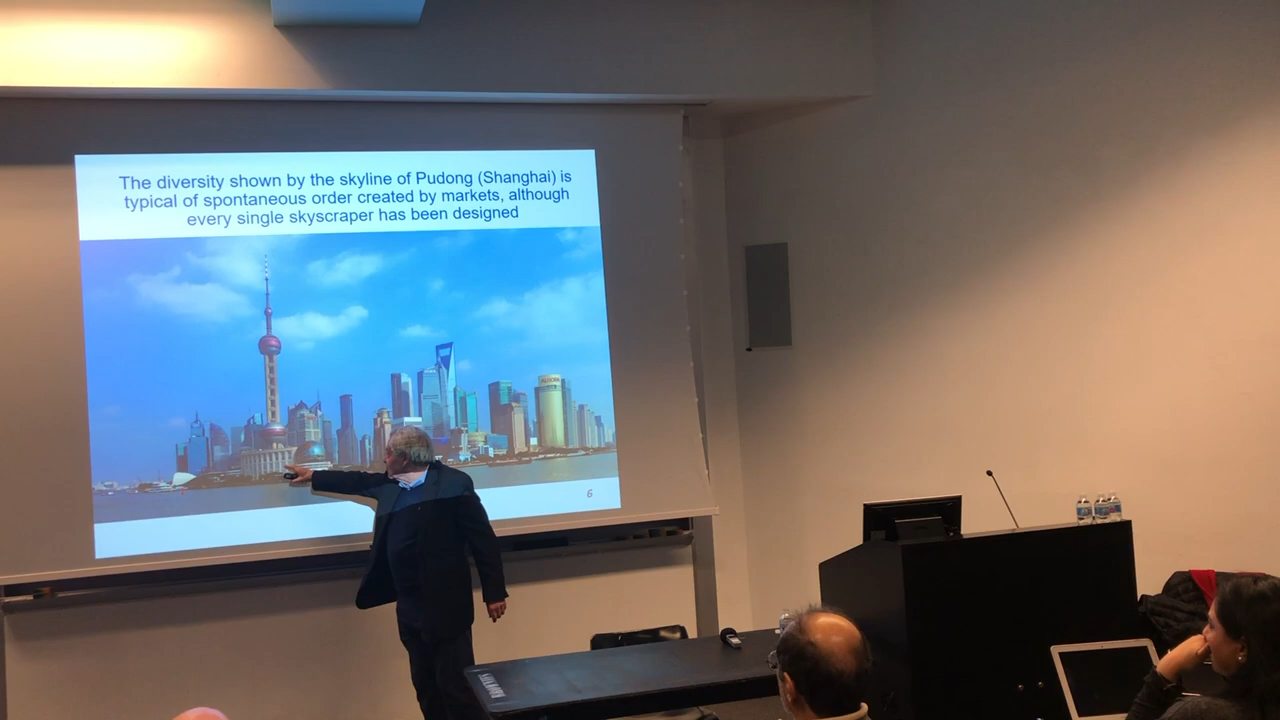 The diversity shown by the skyline of Pudong (Shanghai) is
typical of spontaneous order created by markets, although
every single skyscraper has been designed
6